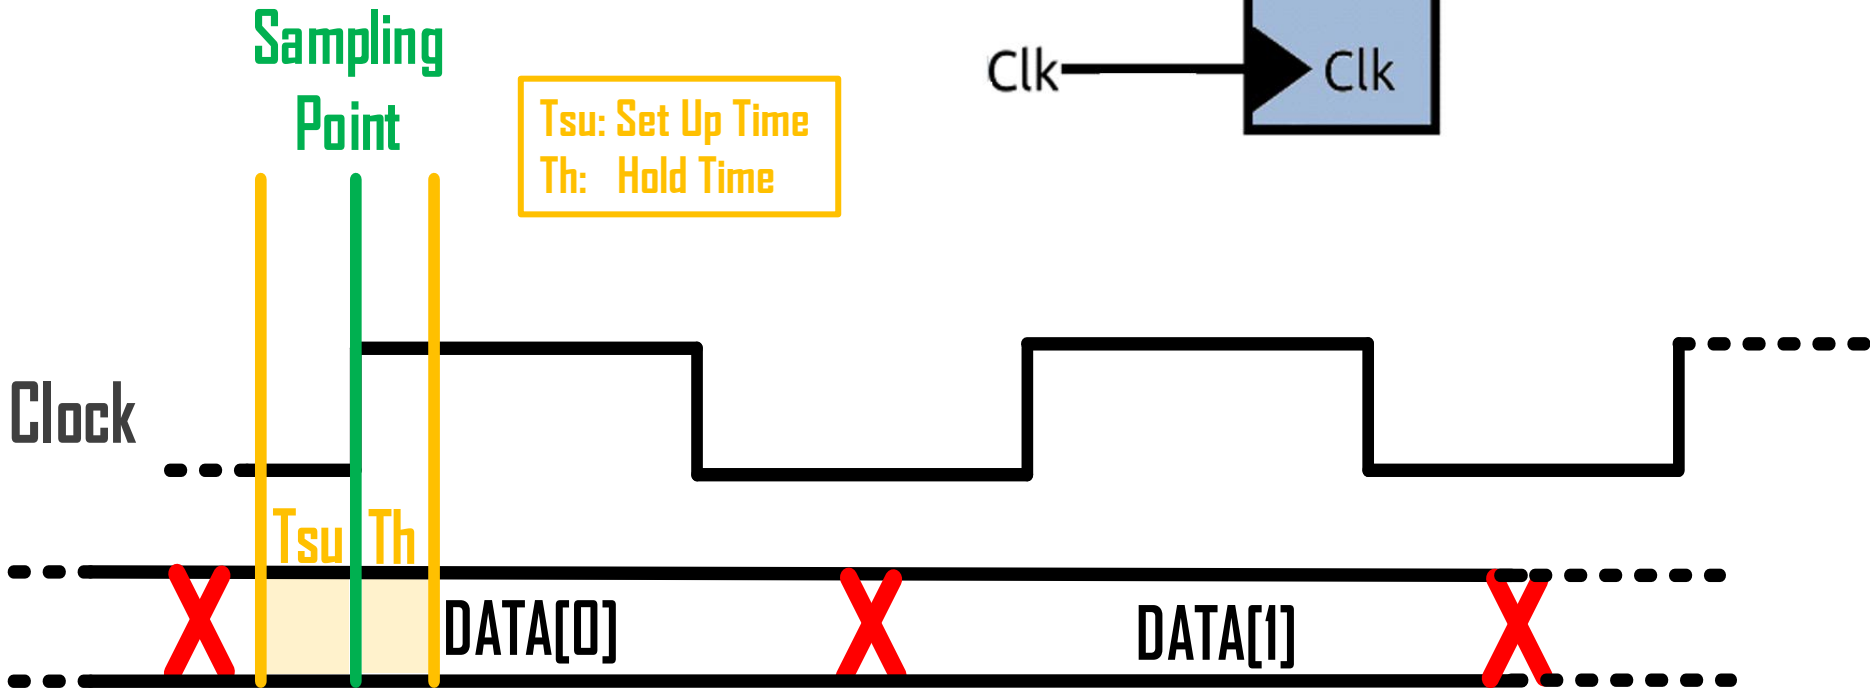 Sampling
Point
Tsu: Set Up Time
Th: Hold Time
Clk
Clk
Clock
Tsu
Th
DATA[0]
DATA[1]